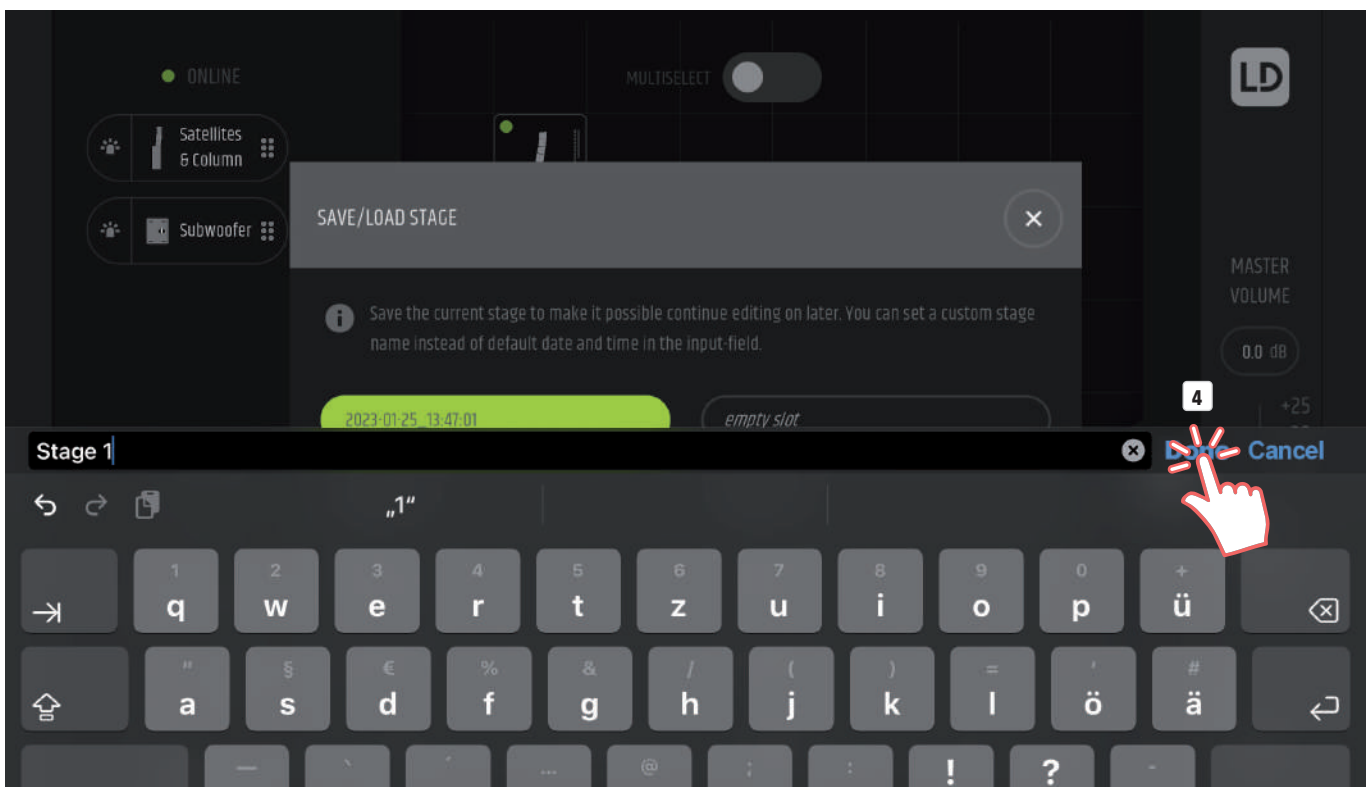 ONLINE
MULTISELECT
LD
Satellites
& Column
Subwoofer
SAVE/LOAD STAGE
MASTER
VOLUME
Save the current stage to make it possible continue editing on later. You can set a custom stage
name instead of default date and time in the input-field.
0.0 dB
4
+25
2023-01-25_13:47:01
empty slot
Stage 1
Done
Cancel
„1“
1 2 3 4 5 6 7 8 9 0 +
q w e r t z u i o p ü
" § € % & / ( ) = ' #
a s d f g h j k l ö ä
— ` ´ ... @ ; : ! ? -